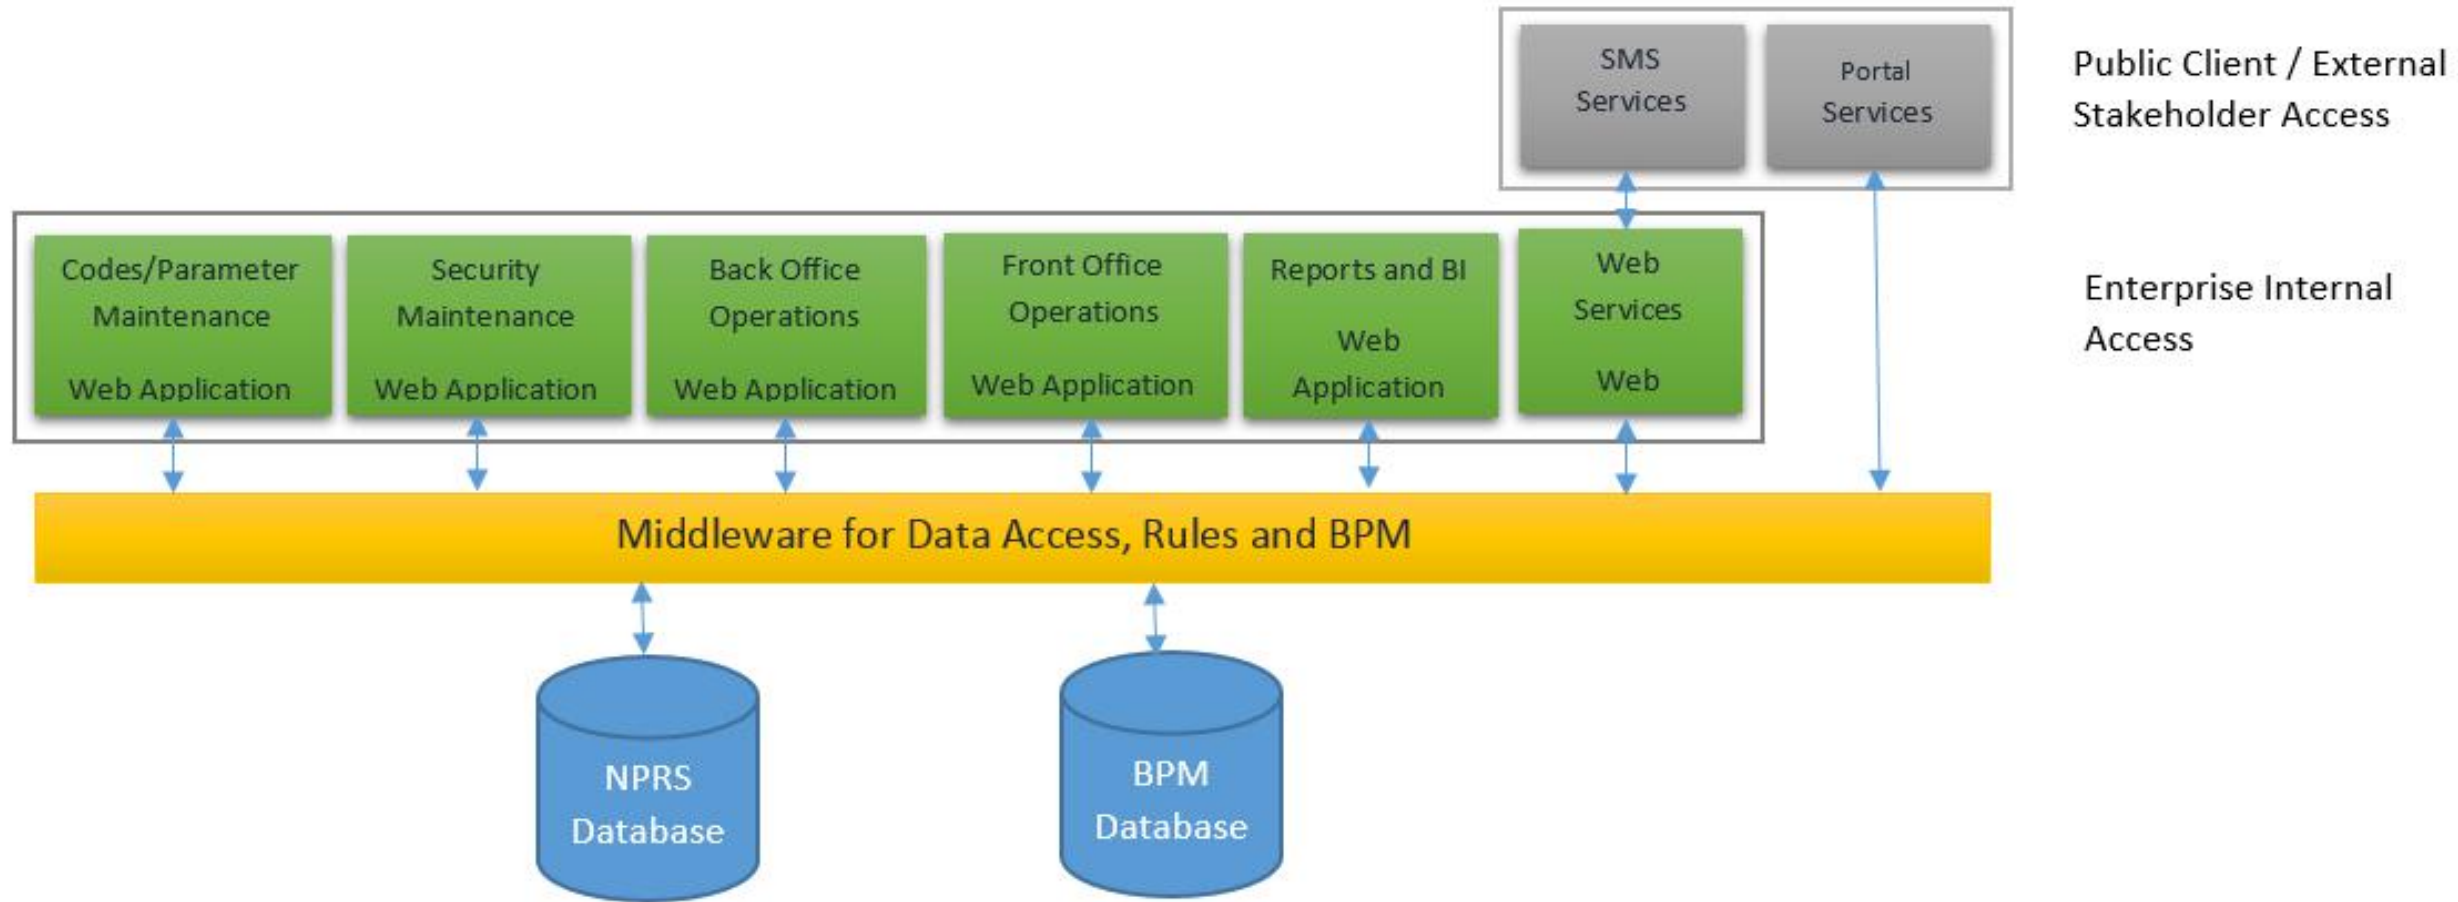 SMS
Services
Portal
Services
Public Client / External
Stakeholder Access
Codes/Parameter
Maintenance
Web Application
Security
Maintenance
Web Application
Back Office
Operations
Web Application
Front Office
Operations
Web Application
Reports and BI
Web
Application
Web
Services
Web
Enterprise Internal
Access
Middleware for Data Access, Rules and BPM
NPRS
Database
BPM
Database